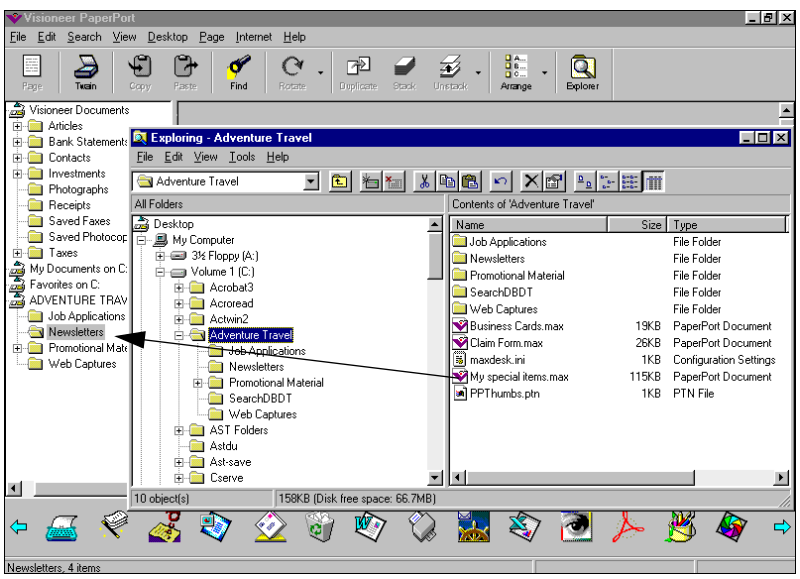 Visioneer PaperPort
File Edit Search View Desktop Page Internet Help
Page Twain Copy Paste Find Rotate Duplicate Stack Unstack Arrange Explorer
Visioneer Documents
Articles
Bank Statements
Contacts
Investments
Photographs
Receipts
Saved Faxes
Saved Photocop
Taxes
My Documents on C:
Favorites on C:
ADVENTURE TRAV
Job Applications
Newsletters
Promotional Mate
Web Captures
Exploring - Adventure Travel
File Edit View Tools Help
Adventure Travel
All Folders
Desktop
My Computer
3½ Floppy (A:)
Volume 1 (C:)
Acrobat3
Acroread
Actwin2
Adventure Travel
Job Applications
Newsletters
Promotional Material
SearchDBDT
Web Captures
AST Folders
Astdu
Ast-save
Cserve
Contents of 'Adventure Travel'
Name Size Type
Job Applications File Folder
Newsletters File Folder
Promotional Material File Folder
SearchDBDT File Folder
Web Captures File Folder
Business Cards.max 19KB PaperPort Document
Claim Form.max 26KB PaperPort Document
maxdesk.ini 1KB Configuration Settings
My special items.max 115KB PaperPort Document
PPThumbs.ptn 1KB PTN File
10 object(s) 158KB (Disk free space: 66.7MB)
Newsletters, 4 items